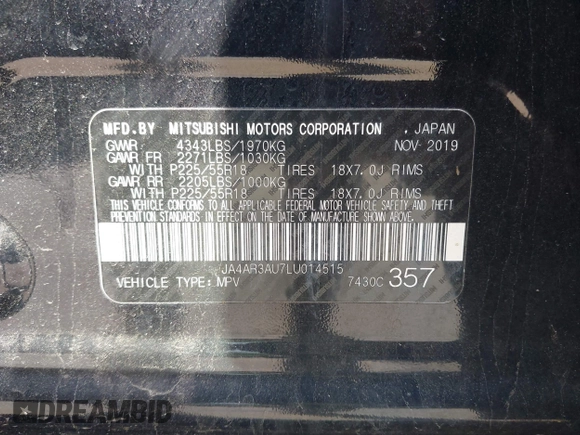 MFD.BY MITSUBISHI MOTORS CORPORATION , JAPAN
GVWR 4343LBS/1970KG NOV-2019
GAWR FR 2271LBS/1030KG
WITH P225/55R18 TIRES 18X7.0J RIMS
GAWR RR 2205LBS/1000KG
WITH P225/55R18 TIRES 18X7.0J RIMS
THIS VEHICLE CONFORMS TO ALL APPLICABLE FEDERAL MOTOR VEHICLE SAFETY AND THEFT
PREVENTION STANDARDS IN EFFECT ON THE DATE OF MANUFACTURE SHOWN ABOVE.
JA4AR3AU7LU014515
VEHICLE TYPE: MPV 7430C 357
DREAMBID